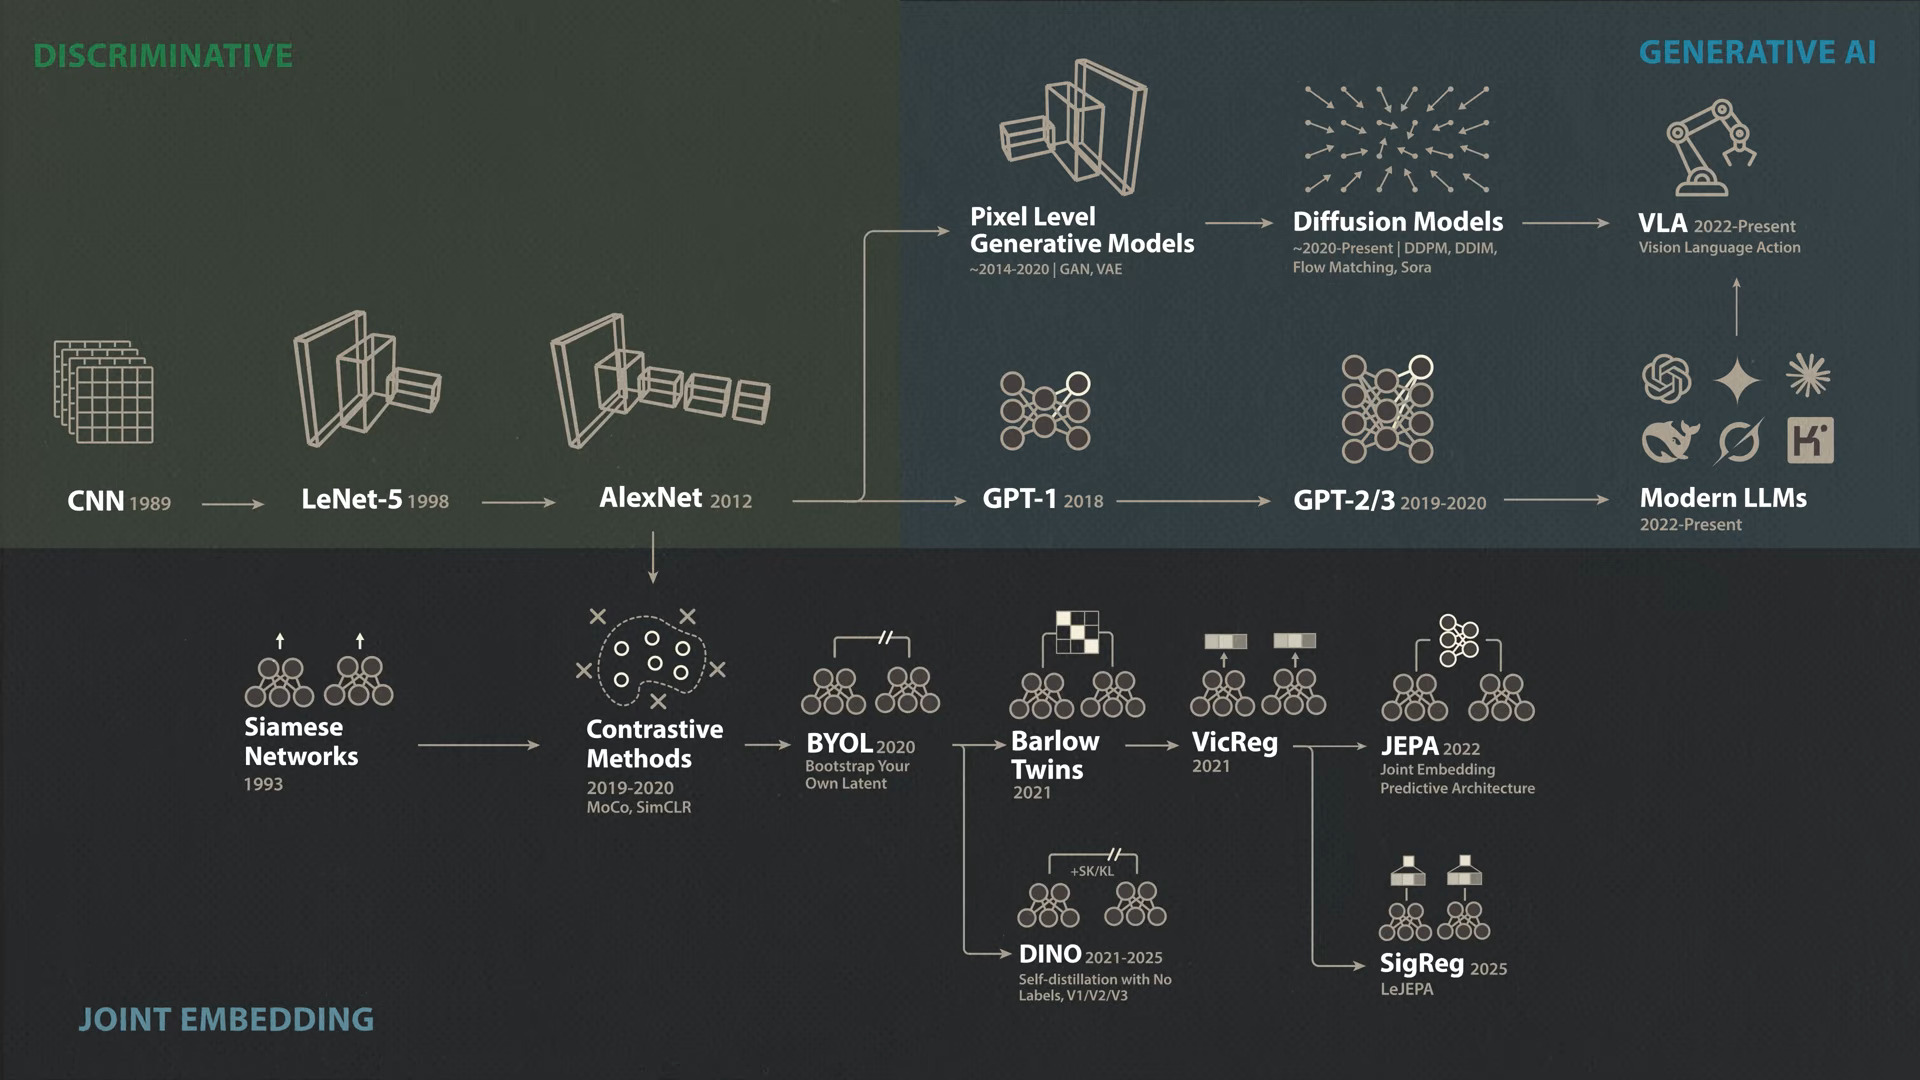 DISCRIMINATIVE
GENERATIVE AI
Pixel Level
Generative Models
~2014-2020 | GAN, VAE
Diffusion Models
~2020-Present | DDPM, DDIM,
Flow Matching, Sora
VLA 2022-Present
Vision Language Action
CNN 1989
LeNet-5 1998
AlexNet 2012
GPT-1 2018
GPT-2/3 2019-2020
Modern LLMs
2022-Present
Siamese
Networks
1993
Contrastive
Methods
2019-2020
MoCo, SimCLR
BYOL 2020
Bootstrap Your
Own Latent
Barlow
Twins
2021
VicReg
2021
JEPA 2022
Joint Embedding
Predictive Architecture
+SK/KL
DINO 2021-2025
Self-distillation with No
Labels, V1/V2/V3
SigReg 2025
LeJEPA
JOINT EMBEDDING